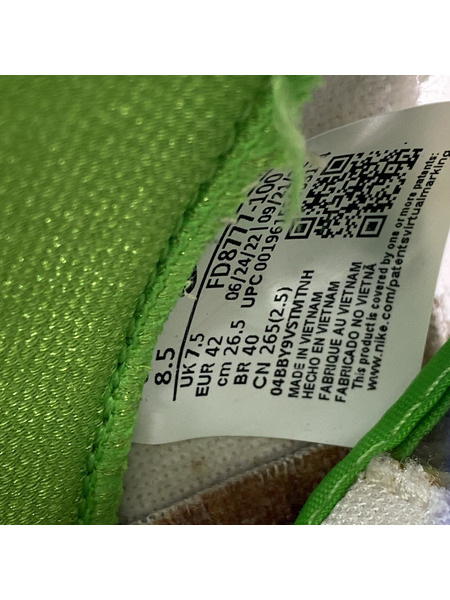 FD8777-100
06/24/22 | 09/21/
UPC 00196
8.5
UK 7.5
EUR 42
cm 26.5
BR 40
CN 265(2.5)
04BBY9VSTMTNH
MADE IN VIETNAM
HECHO EN VIETNAM
FABRIQUE AU VIETNAM
FABRICADO NO VIETNÃ
This product is covered by one or more patents:
www.nike.com/patentsvirtualmarking